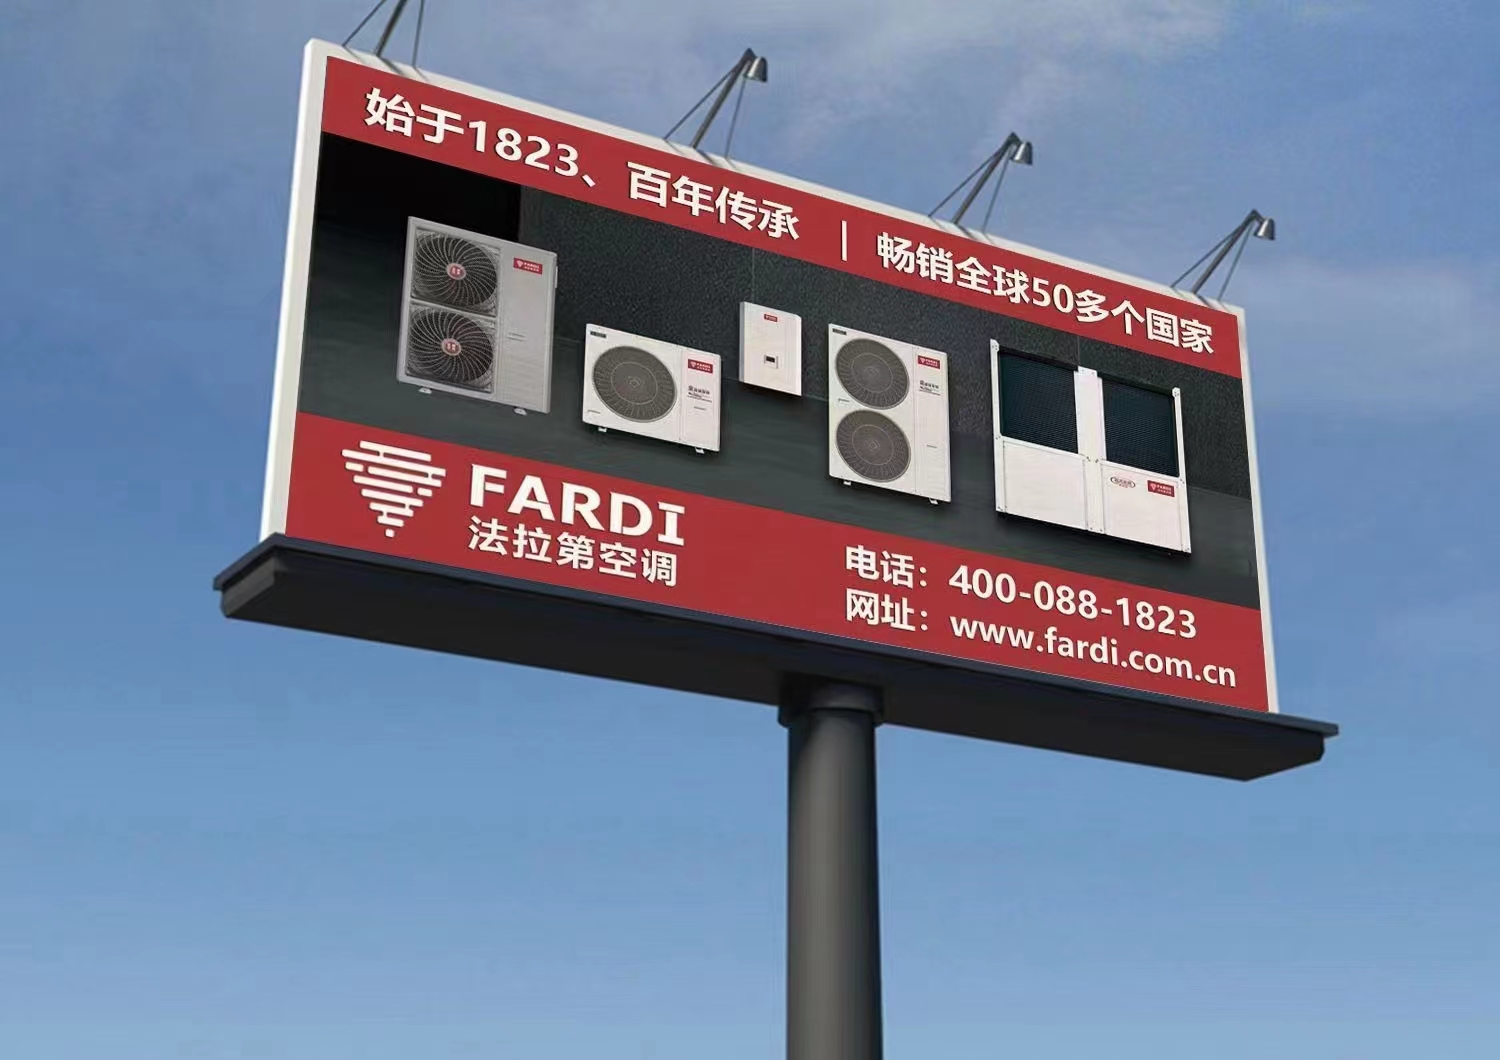 始于1823、百年传承 | 畅销全球50多个国家
FARDI
法拉第空调
电话：400-088-1823
网址：www.fardi.com.cn